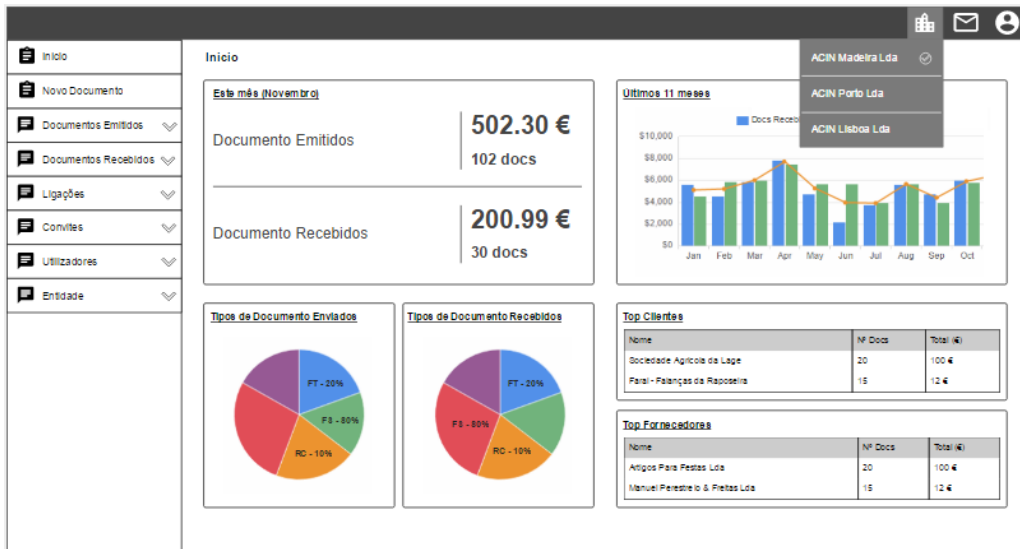 Inicio
Novo Documento
Documentos Emitidos
Documentos Recebidos
Ligações
Convites
Utilizadores
Entidade
Inicio
ACIN Madeira Lda
ACIN Porto Lda
ACIN Lisboa Lda
Este mês (Novembro)
Documento Emitidos
502.30 €
102 docs
Documento Recebidos
200.99 €
30 docs
Últimos 11 meses
Docs Receb
$10,000
$8,000
$6,000
$4,000
$2,000
$0
Jan Feb Mar Apr May Jun Jul Aug Sep Oct
Tipos de Documento Enviados
FT - 20%
FS - 80%
RC - 10%
Tipos de Documento Recebidos
FT - 20%
FS - 80%
RC - 10%
Top Clientes
Nome Nº Docs Total (€)
Sociedade Agrícola da Lage 20 100 €
Faral - Falanças da Raposeira 15 12 €
Top Fornecedores
Nome Nº Docs Total (€)
Artigos Para Festas Lda 20 100 €
Manuel Perestrelo & Freitas Lda 15 12 €